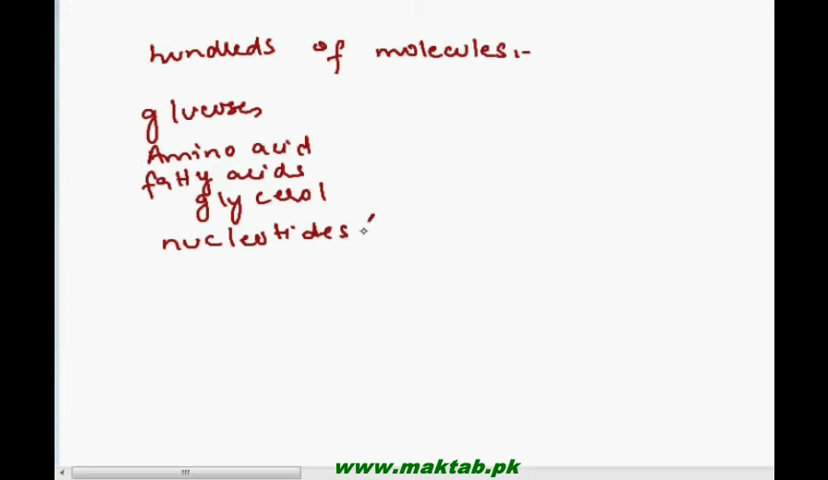 hundreds of molecules:-
glucoses
Amino acid
fatty acids
glycerol
nucleotides
www.maktab.pk